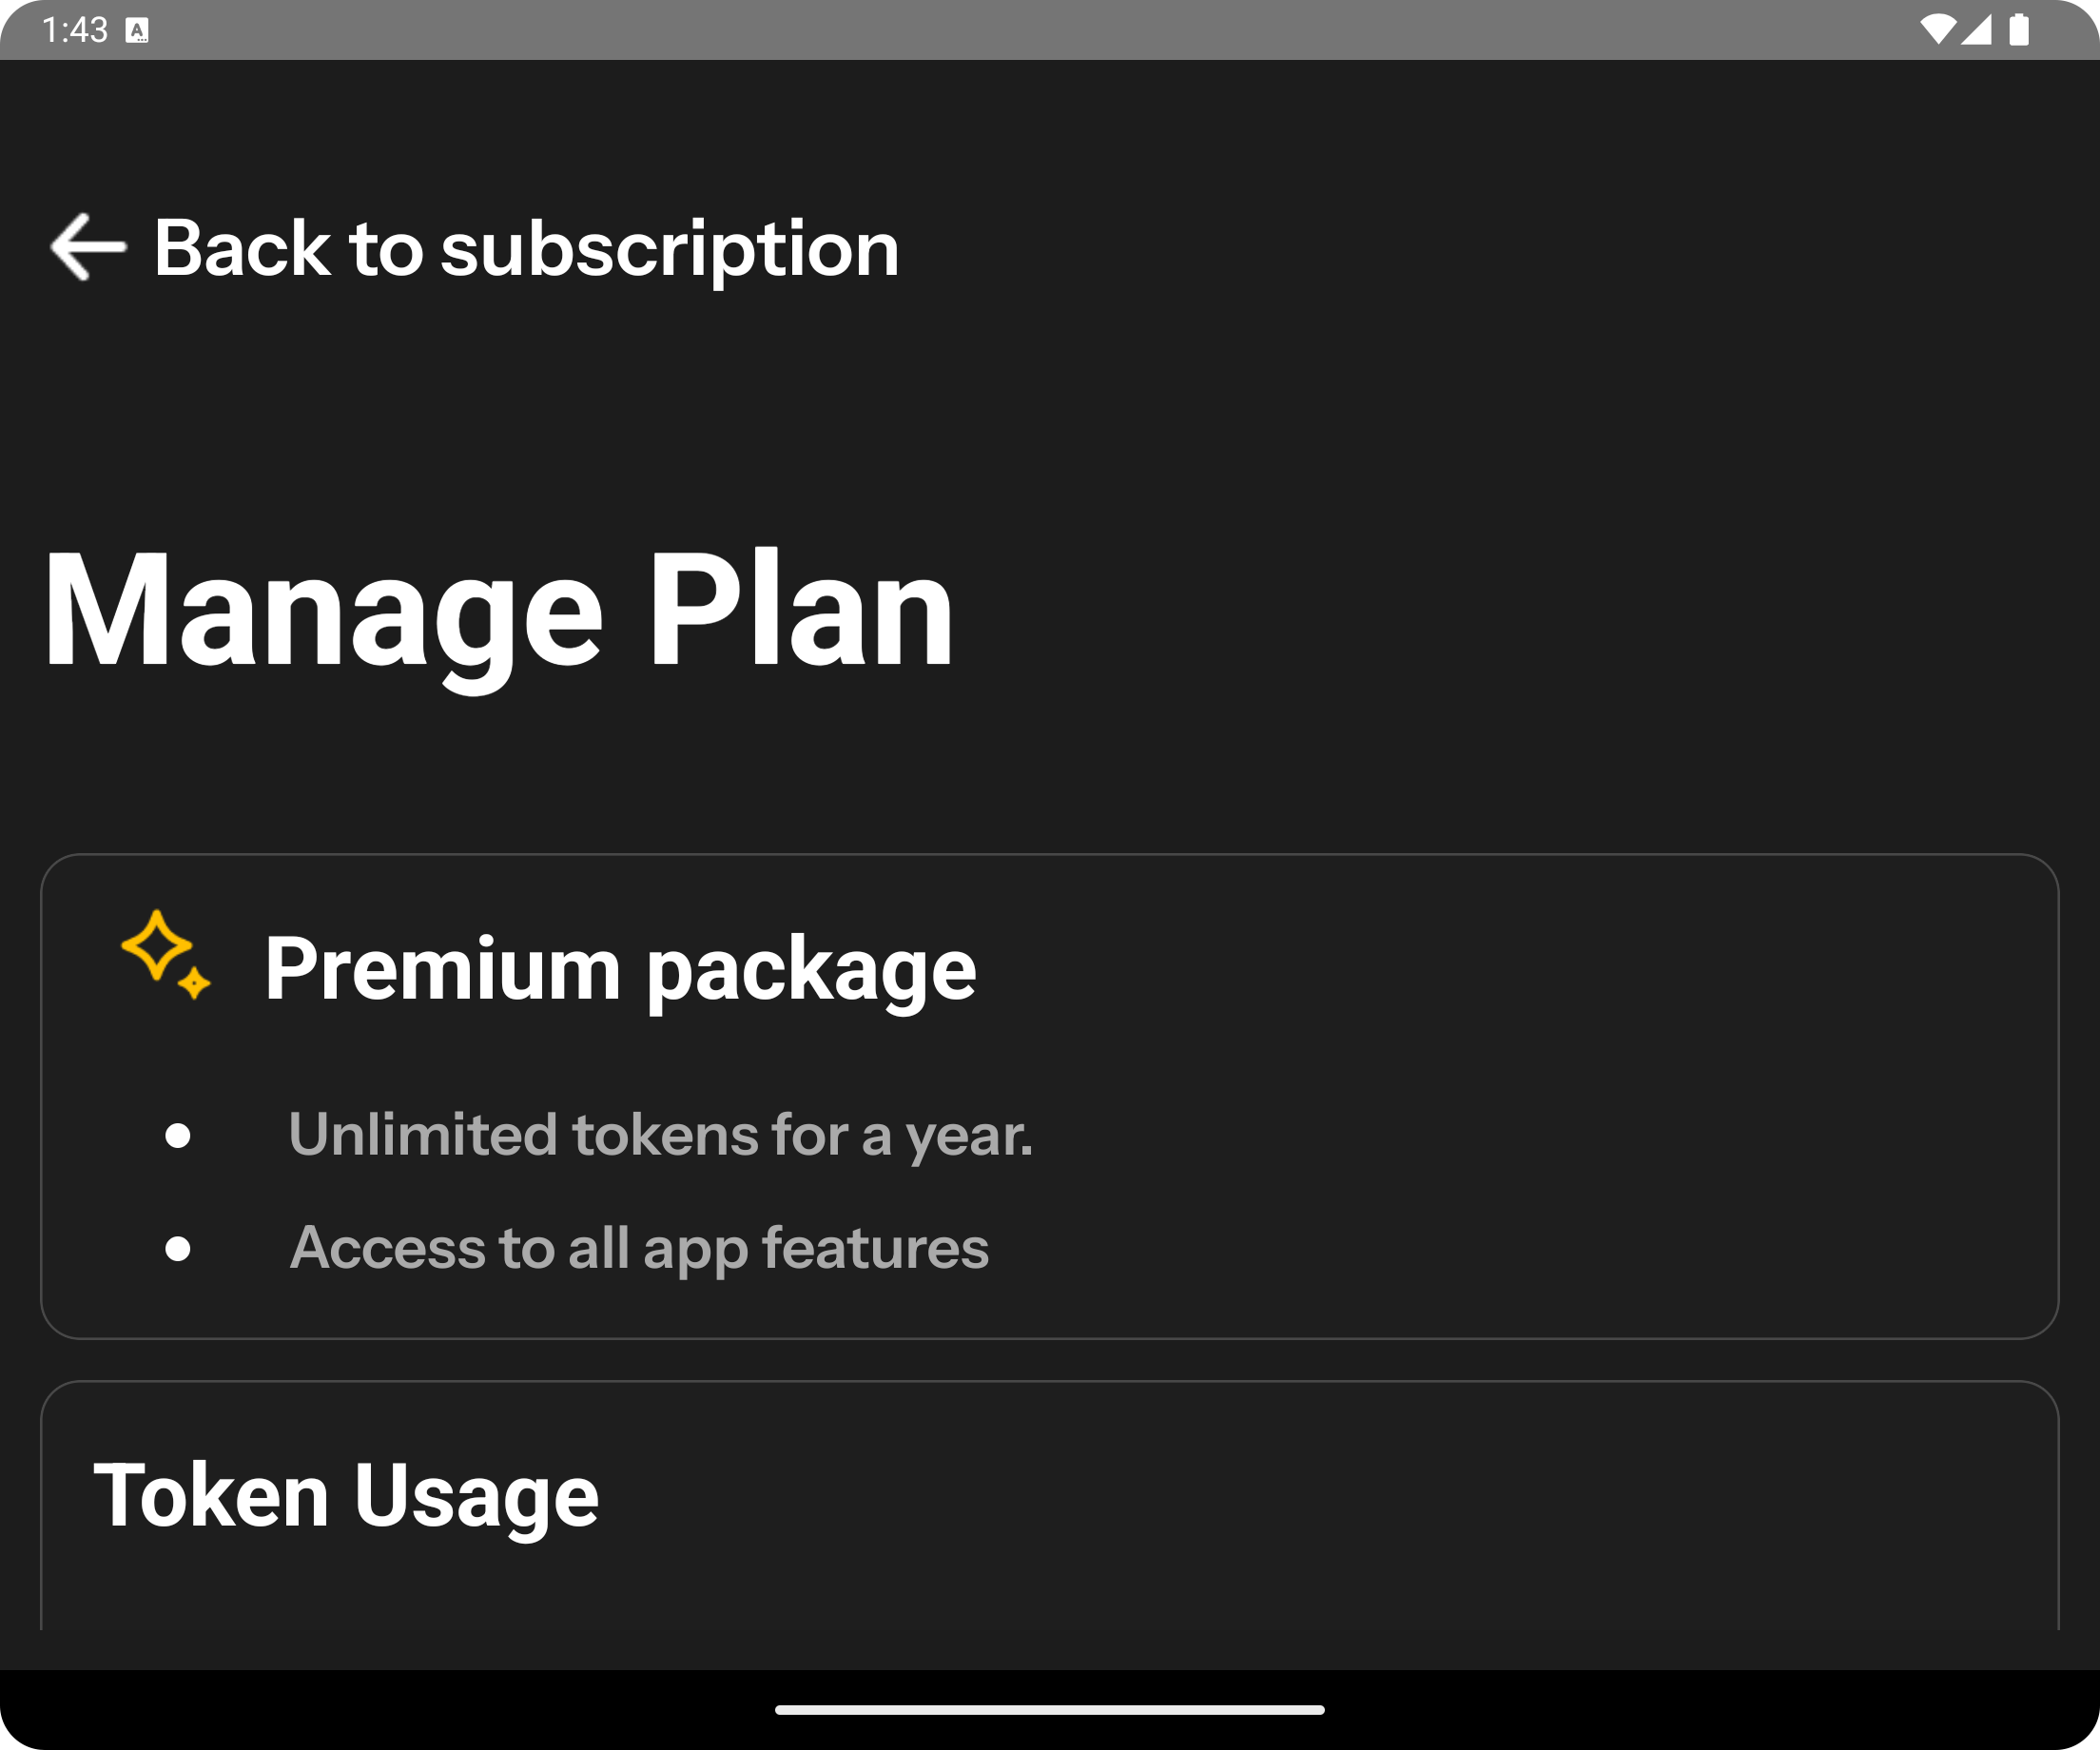 1:43
Back to subscription
Manage Plan
Premium package
Unlimited tokens for a year.
Access to all app features
Token Usage